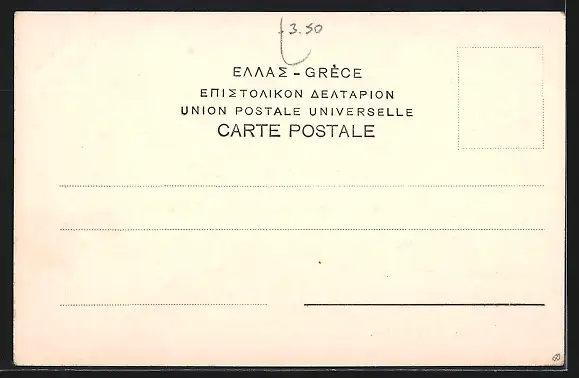 3.50
ΕΛΛΑΣ - GRÈCE
ΕΠΙΣΤΟΛΙΚΟΝ ΔΕΛΤΑΡΙΟΝ
UNION POSTALE UNIVERSELLE
CARTE POSTALE